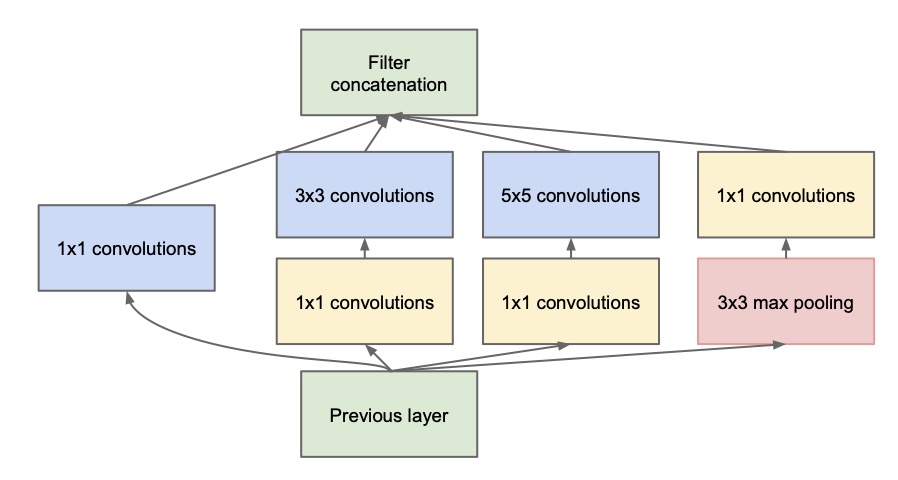 Filter
concatenation
3x3 convolutions
5x5 convolutions
1x1 convolutions
1x1 convolutions
1x1 convolutions
1x1 convolutions
3x3 max pooling
Previous layer